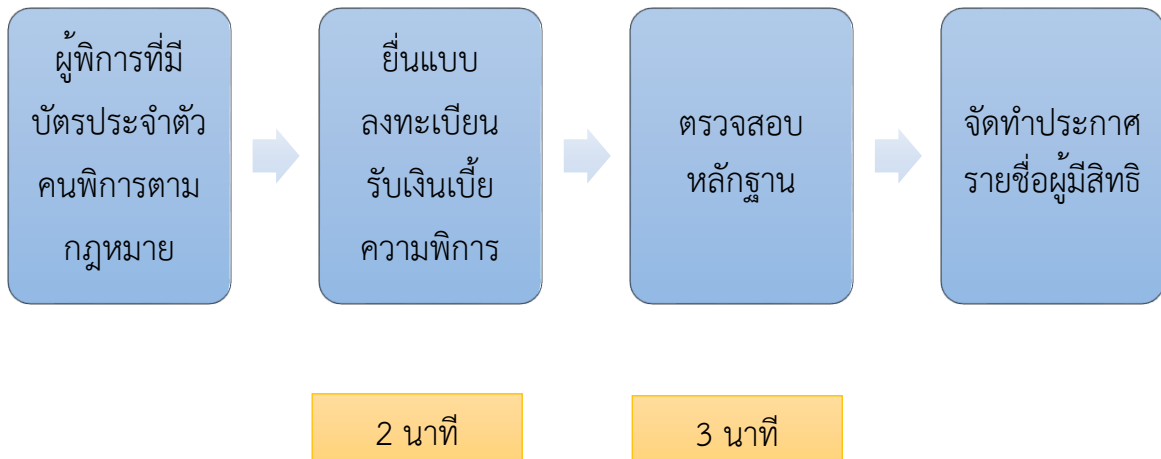 ผู้พิการที่มี
บัตรประจำตัว
คนพิการตาม
กฎหมาย
ยื่นแบบ
ลงทะเบียน
รับเงินเบี้ย
ความพิการ
ตรวจสอบ
หลักฐาน
จัดทำประกาศ
รายชื่อผู้มีสิทธิ
2 นาที
3 นาที